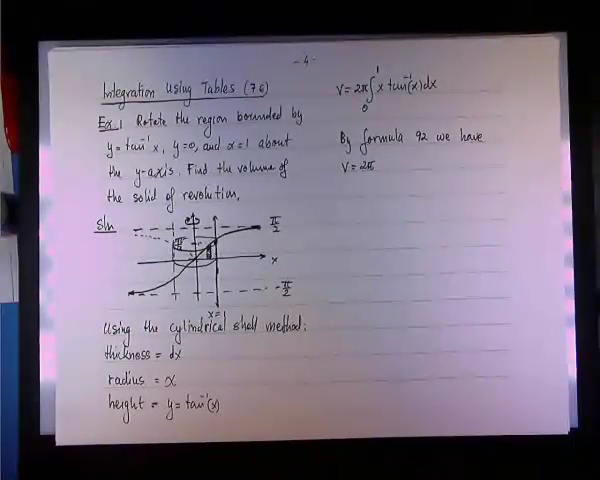 - 4 -
Integration Using Tables (7.6)
Ex.1 Rotate the region bounded by
y = tan⁻¹ x, y=0, and x=1 about
the y-axis. Find the volume of
the solid of revolution.
Sln
π/2
x
-π/2
x=1
Using the cylindrical shell method:
thickness = dx
radius = x
height = y = tan⁻¹(x)
V = 2π ∫₀¹ x tan⁻¹(x) dx
By formula 92 we have
V = 2π